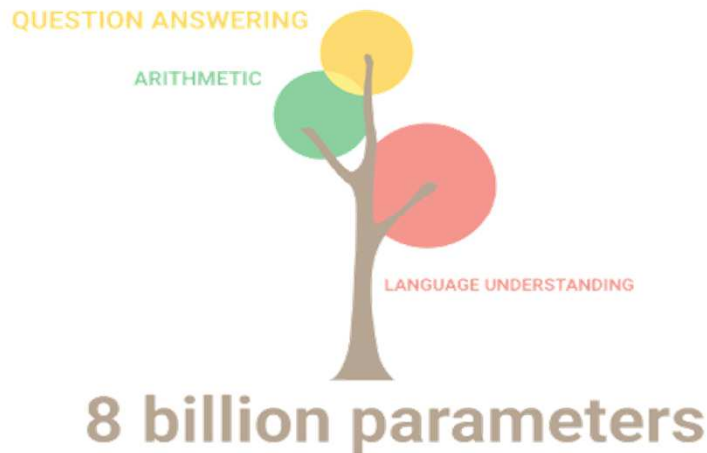 QUESTION ANSWERING
ARITHMETIC
LANGUAGE UNDERSTANDING
8 billion parameters